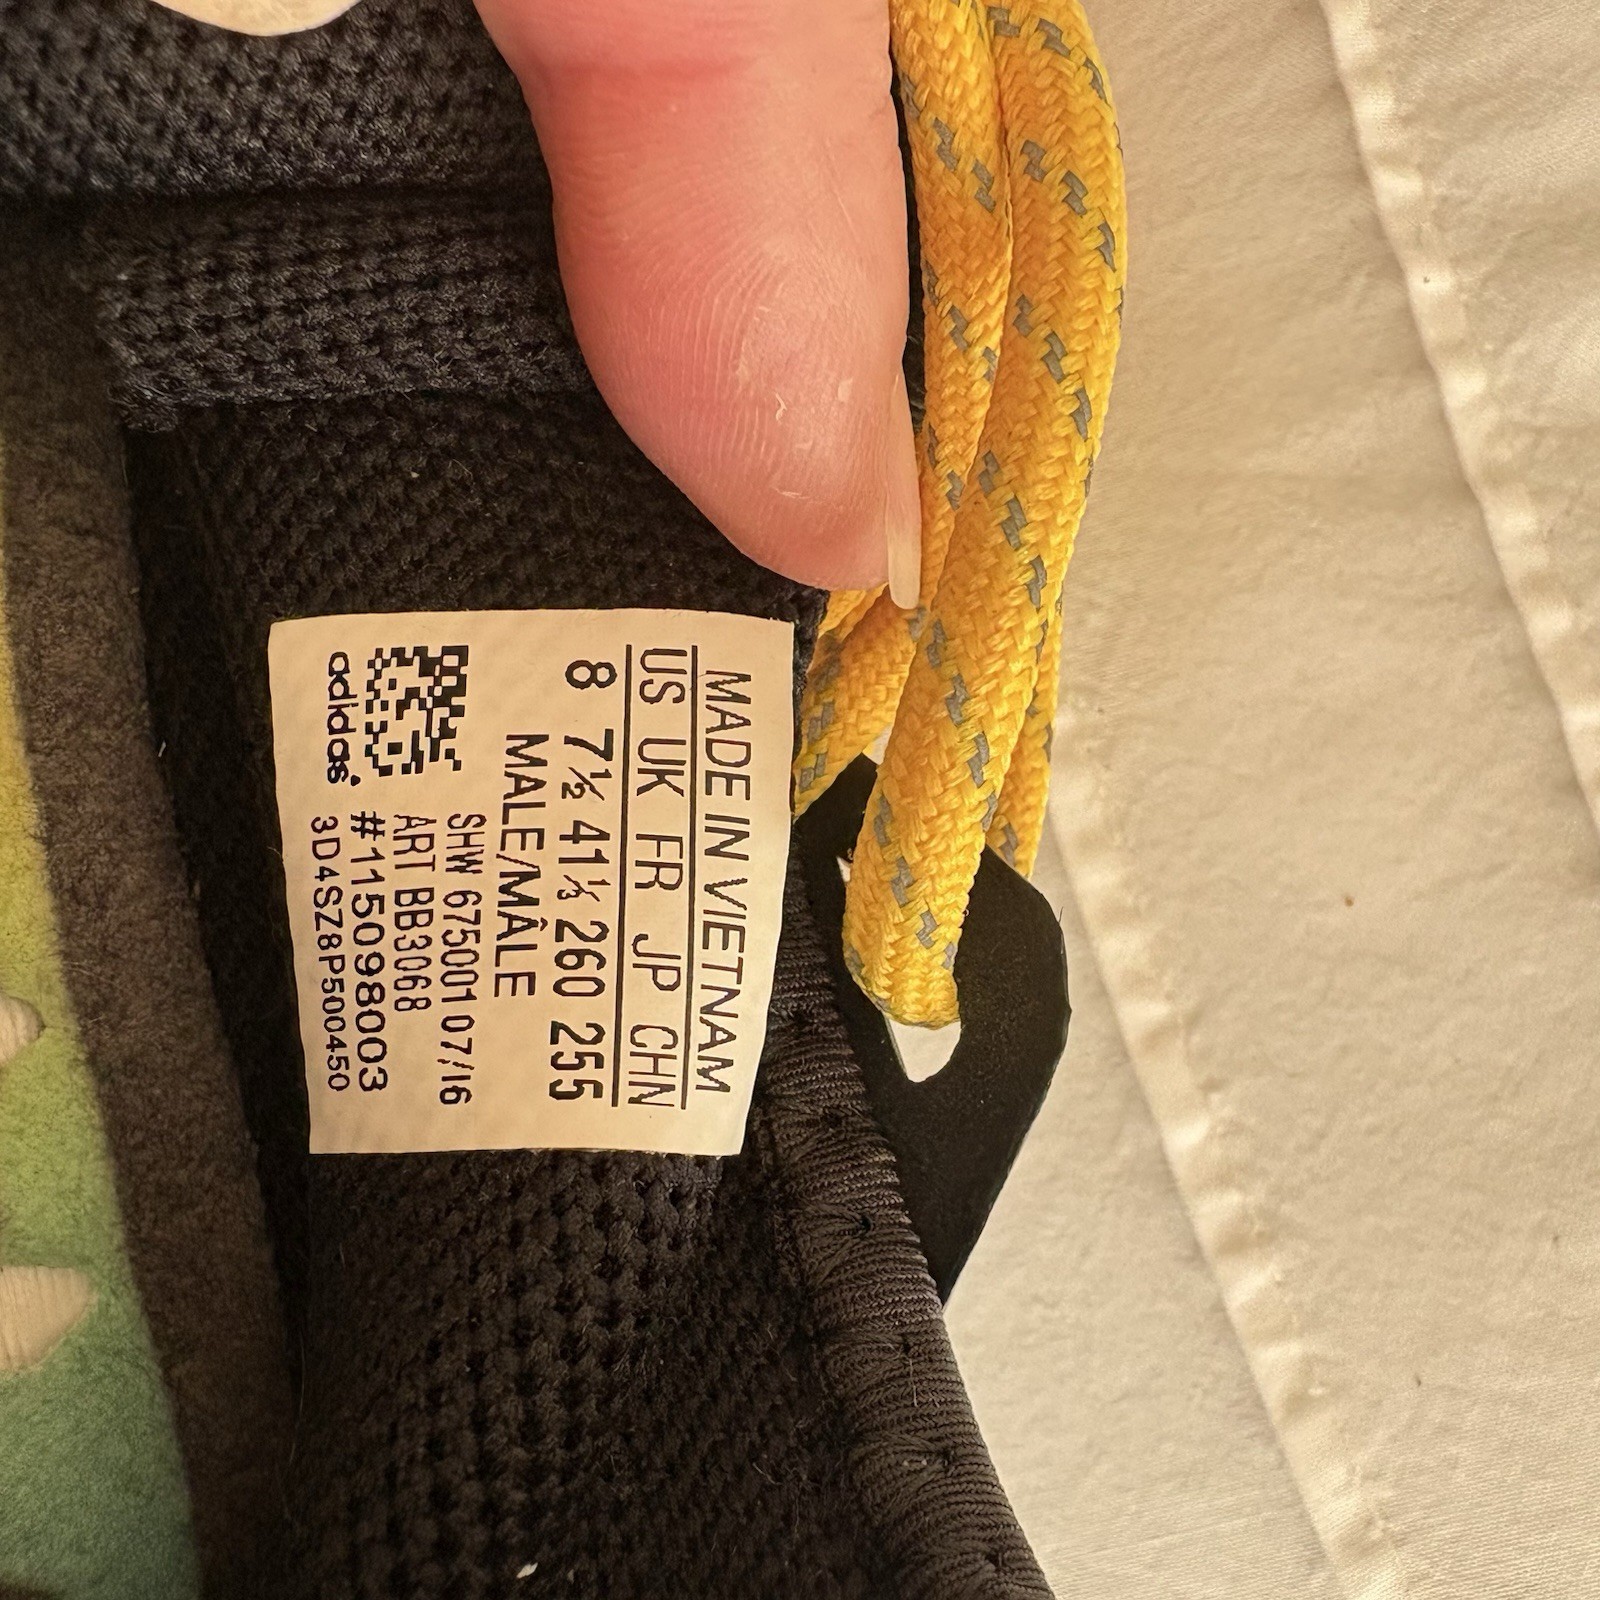 MADE IN VIETNAM
US UK FR JP CHN
8 7½ 41⅓ 260 255
MALE/MÂLE
SHW 675001 07/16
ART BB3068
#115098003
3D4SZ8P500450
adidas